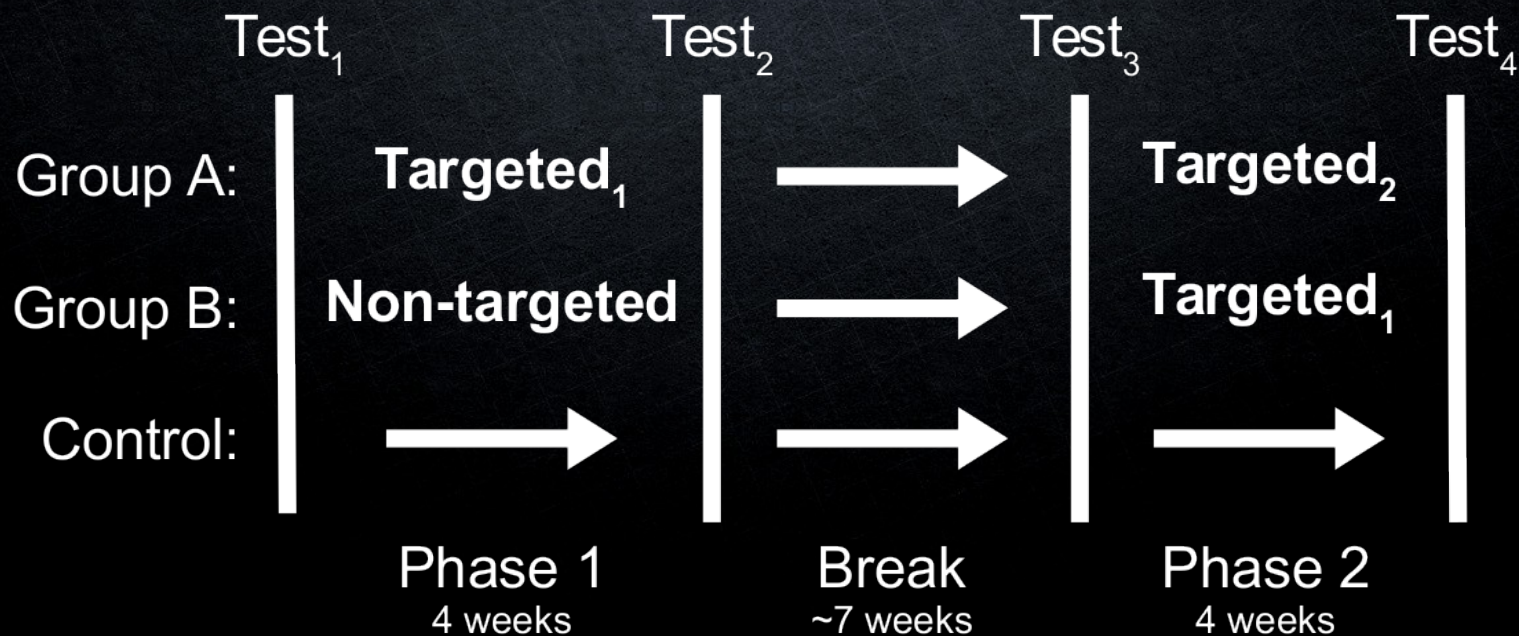 Test₁ Test₂ Test₃ Test₄
Group A: Targeted₁ Targeted₂
Group B: Non-targeted Targeted₁
Control:
Phase 1 Break Phase 2
4 weeks ~7 weeks 4 weeks